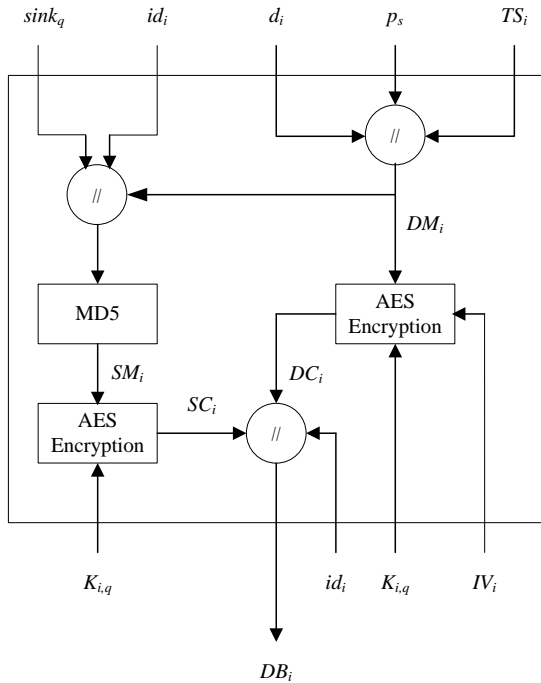 sink_q id_i d_i p_s TS_i
//
//
DM_i
MD5
AES
Encryption
SM_i
DC_i
SC_i
AES
Encryption
//
K_{i,q} id_i K_{i,q} IV_i
DB_i